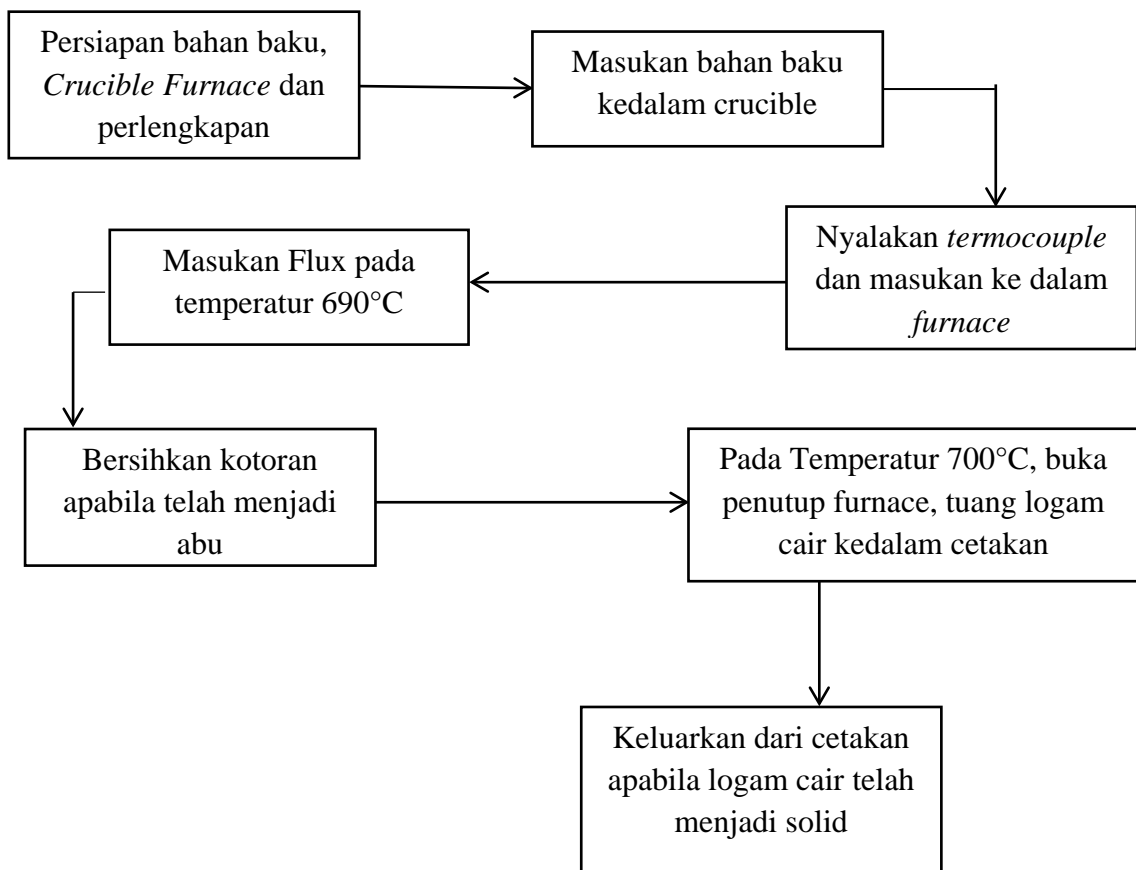 Persiapan bahan baku,
Crucible Furnace dan
perlengkapan
Masukan bahan baku
kedalam crucible
Nyalakan termocouple
dan masukan ke dalam
furnace
Masukan Flux pada
temperatur 690°C
Bersihkan kotoran
apabila telah menjadi
abu
Pada Temperatur 700°C, buka
penutup furnace, tuang logam
cair kedalam cetakan
Keluarkan dari cetakan
apabila logam cair telah
menjadi solid